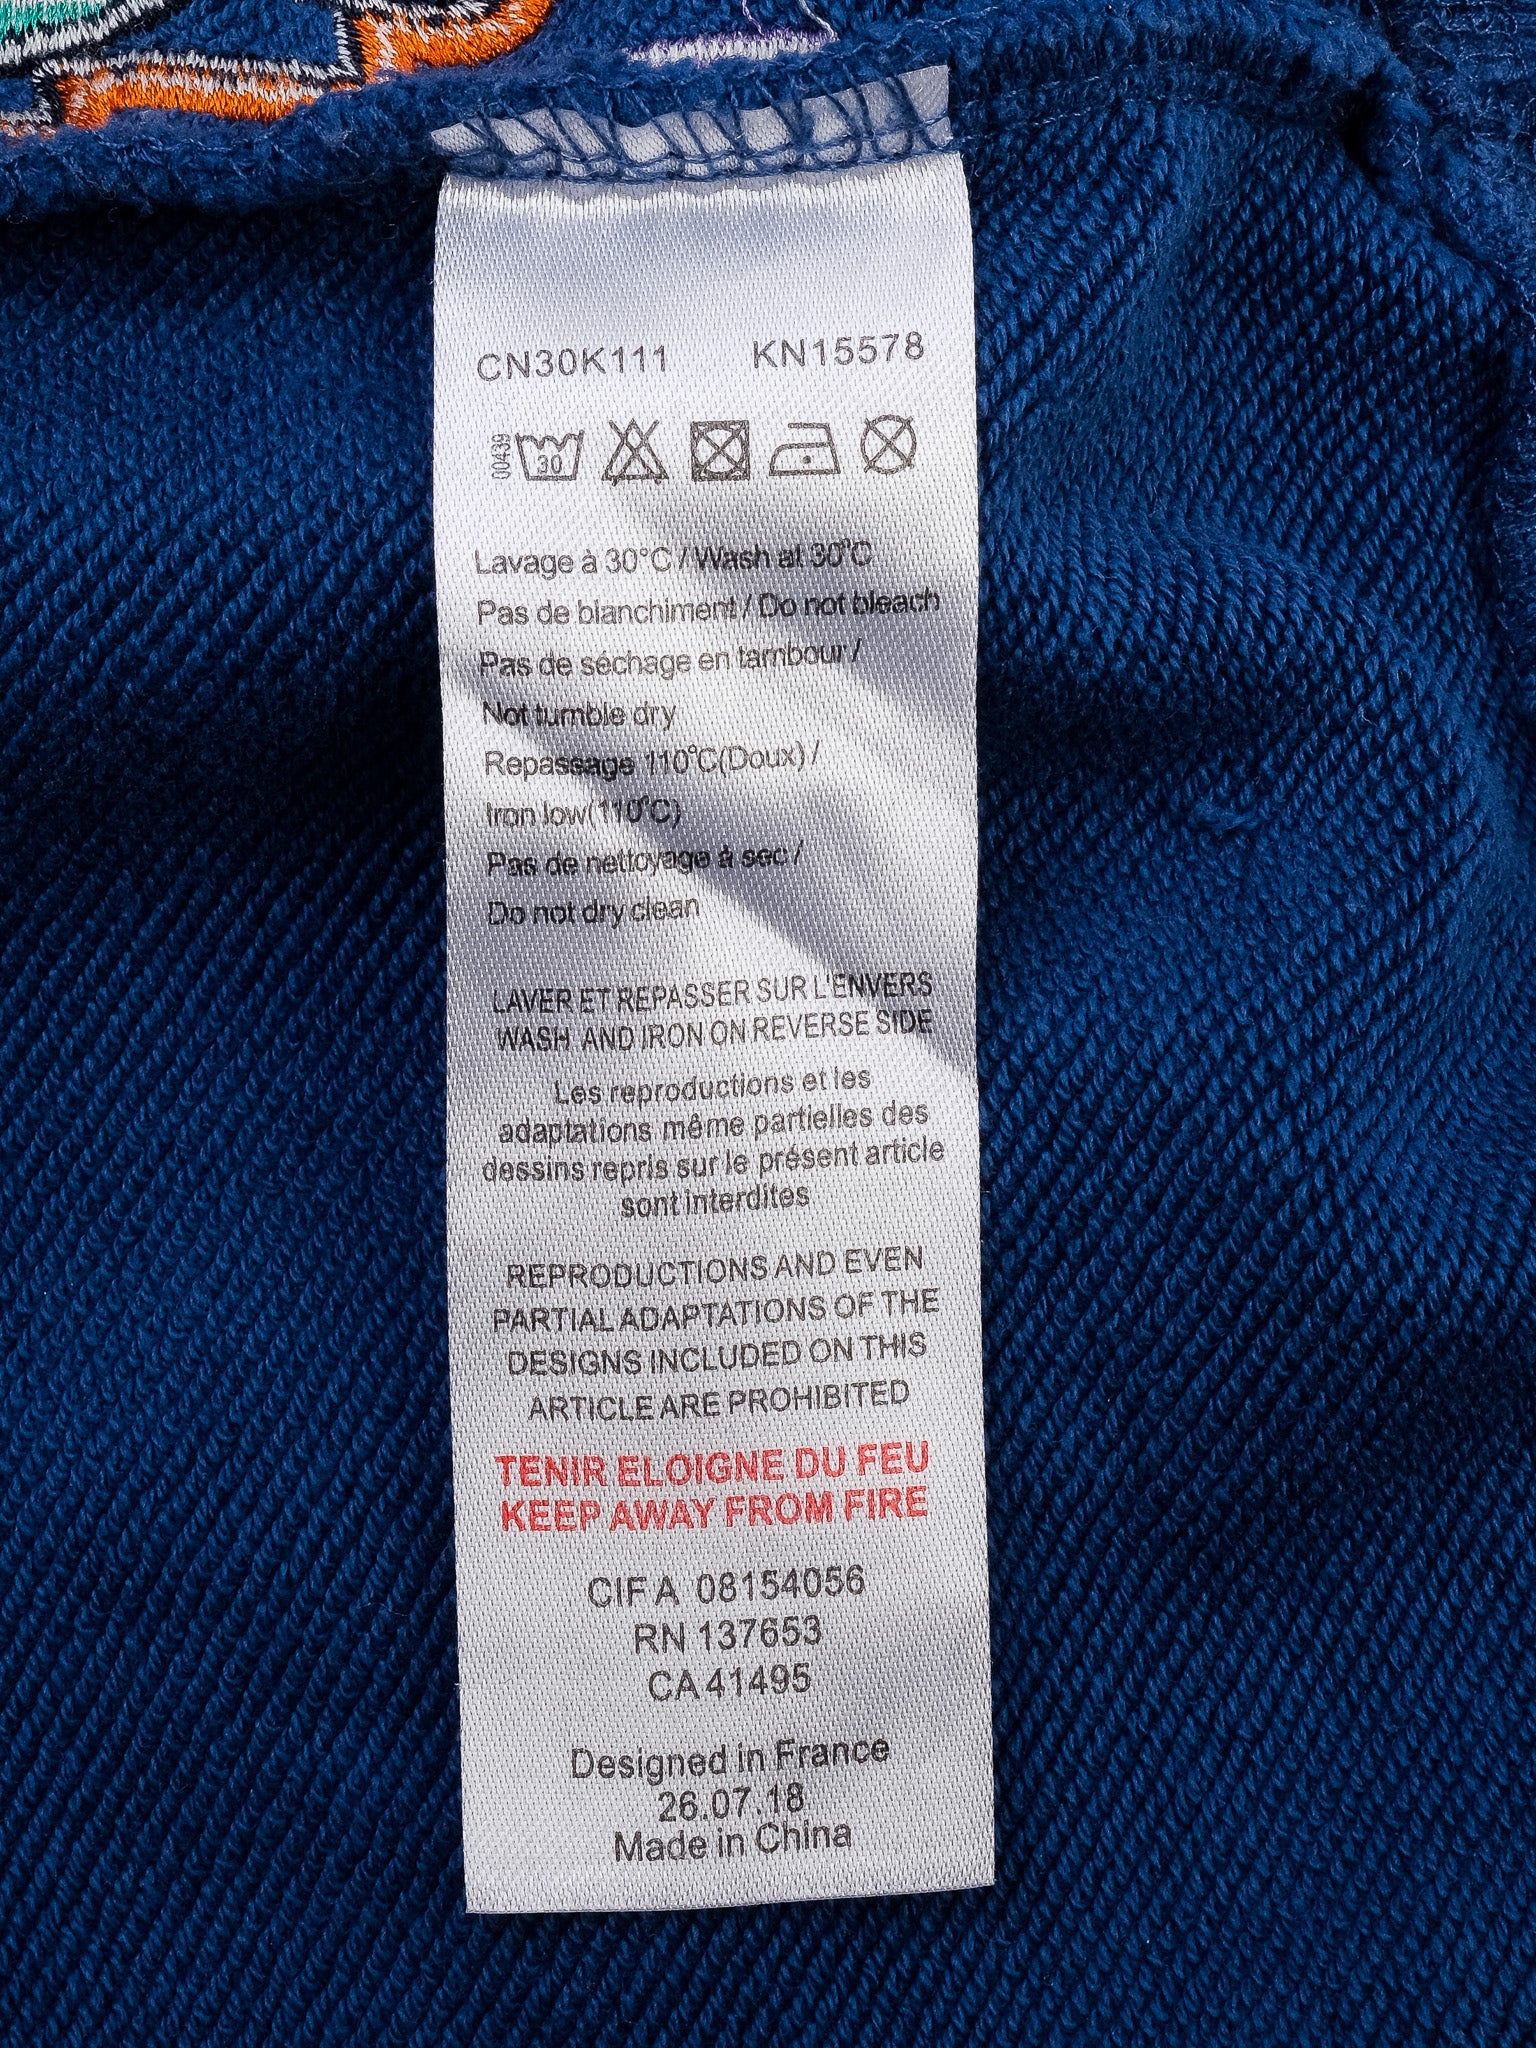 CN30K111 KN15578
00439 30
Lavage à 30°C / Wash at 30°C
Pas de blanchiment / Do not bleach
Pas de séchage en tambour /
Not tumble dry
Repassage 110°C(Doux) /
Iron low(110°C)
Pas de nettoyage à sec /
Do not dry clean
LAVER ET REPASSER SUR L'ENVERS
WASH AND IRON ON REVERSE SIDE
Les reproductions et les
adaptations même partielles des
dessins repris sur le présent article
sont interdites
REPRODUCTIONS AND EVEN
PARTIAL ADAPTATIONS OF THE
DESIGNS INCLUDED ON THIS
ARTICLE ARE PROHIBITED
TENIR ELOIGNE DU FEU
KEEP AWAY FROM FIRE
CIF A 08154056
RN 137653
CA 41495
Designed in France
26.07.18
Made in China